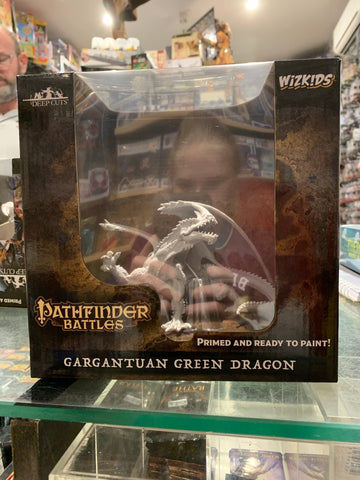 DEEP CUTS
WIZKIDS
PATHFINDER
BATTLES
PRIMED AND READY TO PAINT!
GARGANTUAN GREEN DRAGON